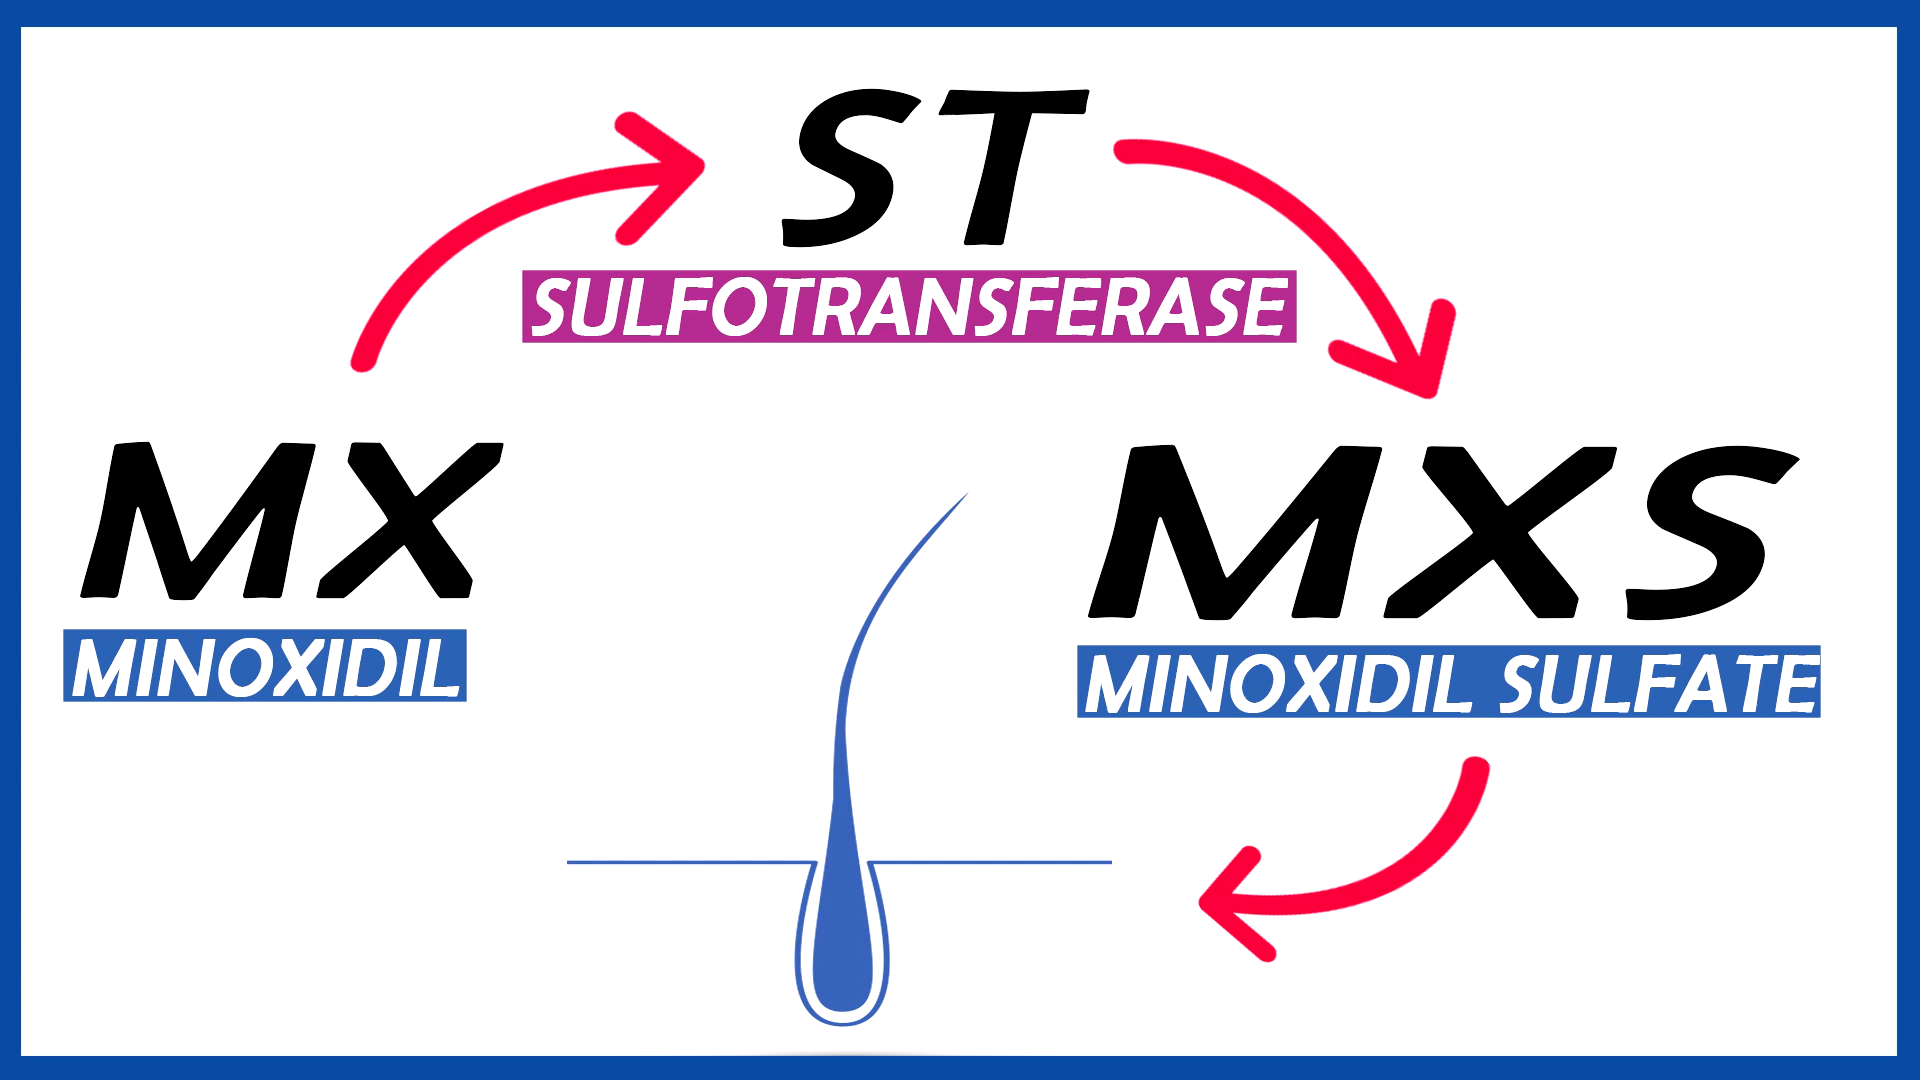 ST
SULFOTRANSFERASE
MX
MINOXIDIL
MXS
MINOXIDIL SULFATE